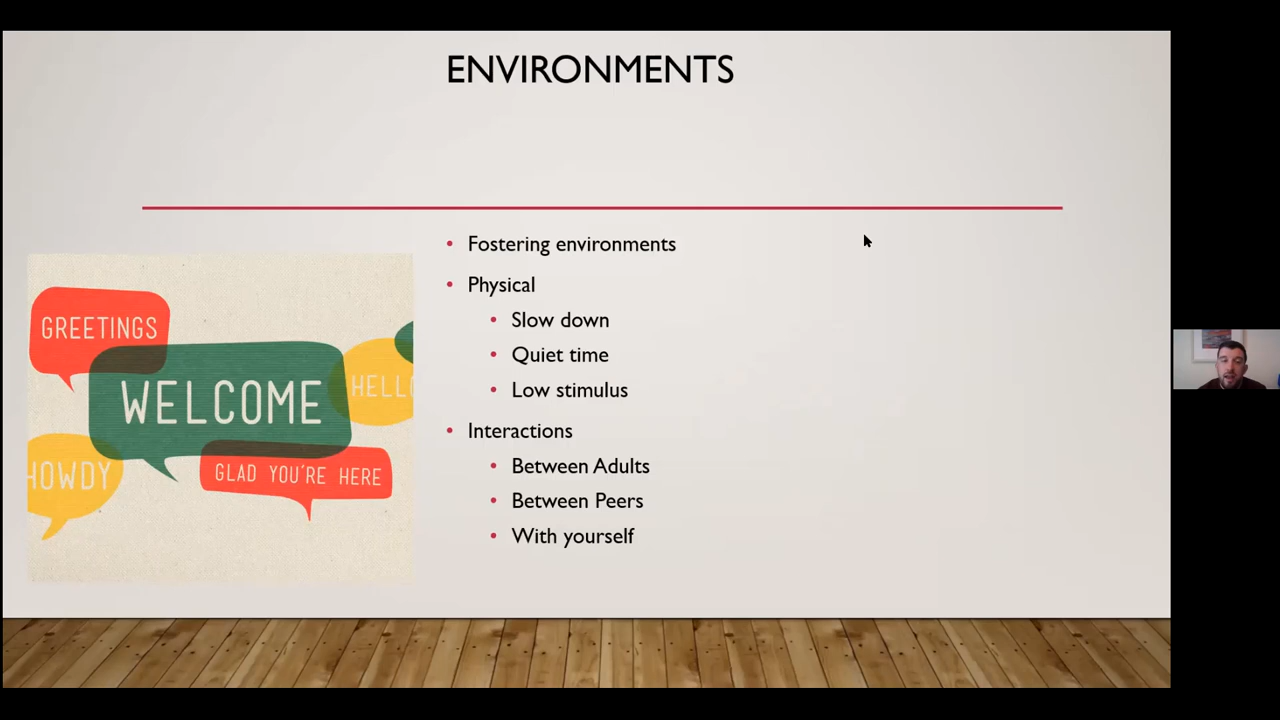 ENVIRONMENTS
• Fostering environments
• Physical
• Slow down
• Quiet time
• Low stimulus
• Interactions
• Between Adults
• Between Peers
• With yourself
GREETINGS
WELCOME
HELLO
HOWDY
GLAD YOU'RE HERE